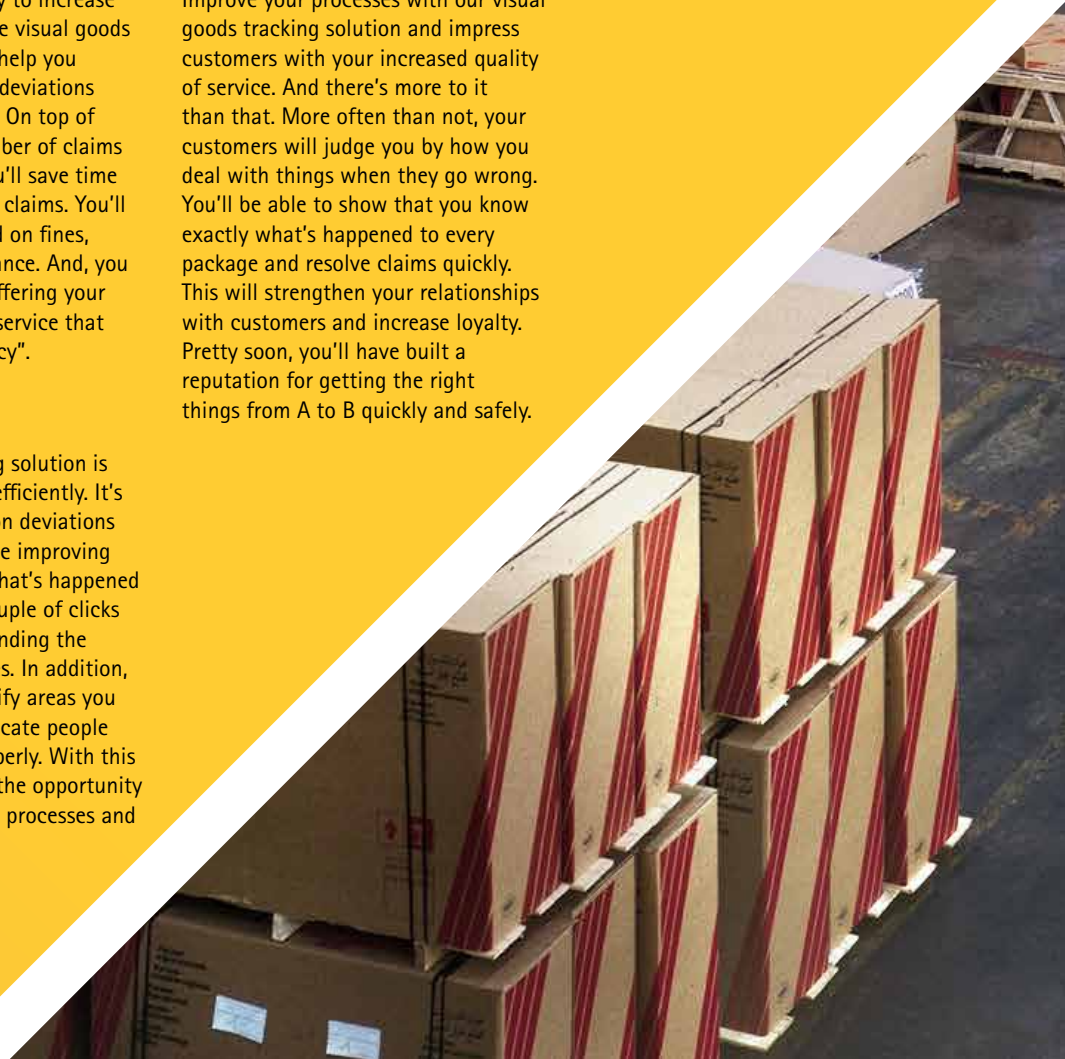 y to increase
e visual goods
help you
deviations
On top of
ber of claims
u'll save time
claims. You'll
d on fines,
ance. And, you
ffering your
service that
cy".
g solution is
efficiently. It's
on deviations
e improving
hat's happened
uple of clicks
nding the
s. In addition,
ify areas you
cate people
perly. With this
the opportunity
processes and
Improve your processes with our visual
goods tracking solution and impress
customers with your increased quality
of service. And there's more to it
than that. More often than not, your
customers will judge you by how you
deal with things when they go wrong.
You'll be able to show that you know
exactly what's happened to every
package and resolve claims quickly.
This will strengthen your relationships
with customers and increase loyalty.
Pretty soon, you'll have built a
reputation for getting the right
things from A to B quickly and safely.